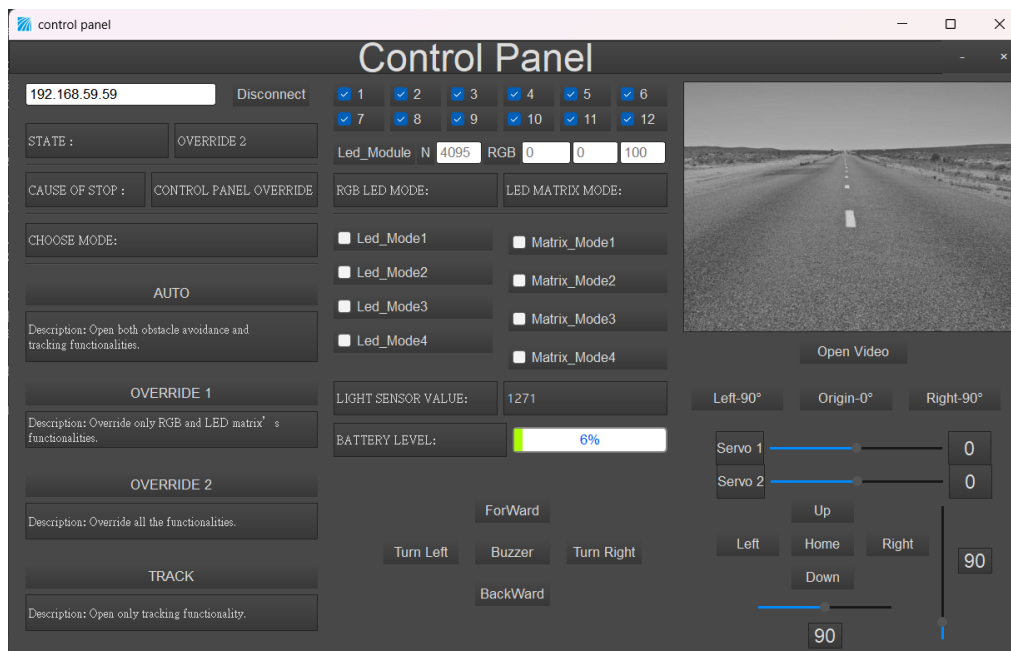 control panel
Control Panel
192.168.59.59 Disconnect
STATE : OVERRIDE 2
CAUSE OF STOP : CONTROL PANEL OVERRIDE
CHOOSE MODE:
AUTO
Description: Open both obstacle avoidance and
tracking functionalities.
OVERRIDE 1
Description: Override only RGB and LED matrix's
functionalities.
OVERRIDE 2
Description: Override all the functionalities.
TRACK
Description: Open only tracking functionality.
1 2 3 4 5 6
7 8 9 10 11 12
Led_Module N 4095 RGB 0 0 100
RGB LED MODE: LED MATRIX MODE:
Led_Mode1 Matrix_Mode1
Led_Mode2 Matrix_Mode2
Led_Mode3 Matrix_Mode3
Led_Mode4 Matrix_Mode4
LIGHT SENSOR VALUE: 1271
BATTERY LEVEL: 6%
ForWard
Turn Left Buzzer Turn Right
BackWard
Open Video
Left-90° Origin-0° Right-90°
Servo 1 0
Servo 2 0
Up
Left Home Right
90
Down
90